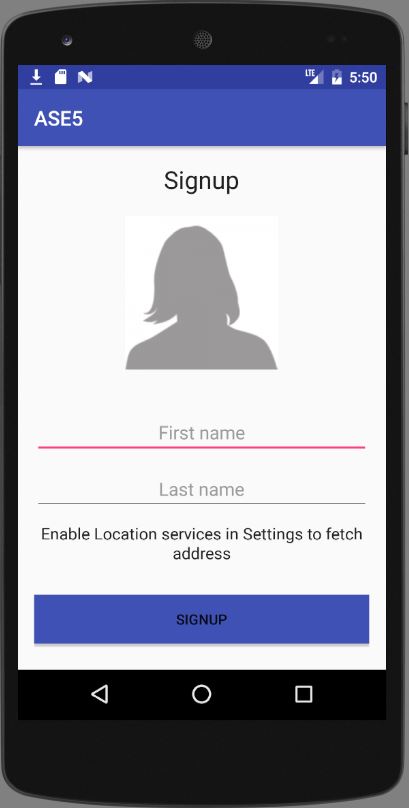 LTE 5:50
ASE5
Signup
First name
Last name
Enable Location services in Settings to fetch
address
SIGNUP